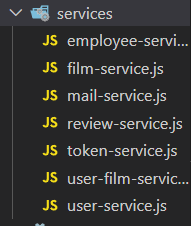 services
JS employee-servi...
JS film-service.js
JS mail-service.js
JS review-service.js
JS token-service.js
JS user-film-servic...
JS user-service.js